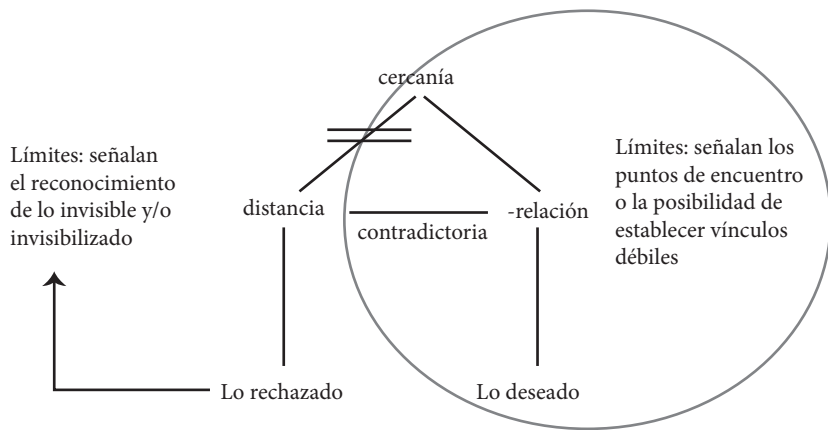 cercanía
Límites: señalan
el reconocimiento
de lo invisible y/o
invisibilizado
distancia
contradictoria
-relación
Límites: señalan los
puntos de encuentro
o la posibilidad de
establecer vínculos
débiles
Lo rechazado
Lo deseado